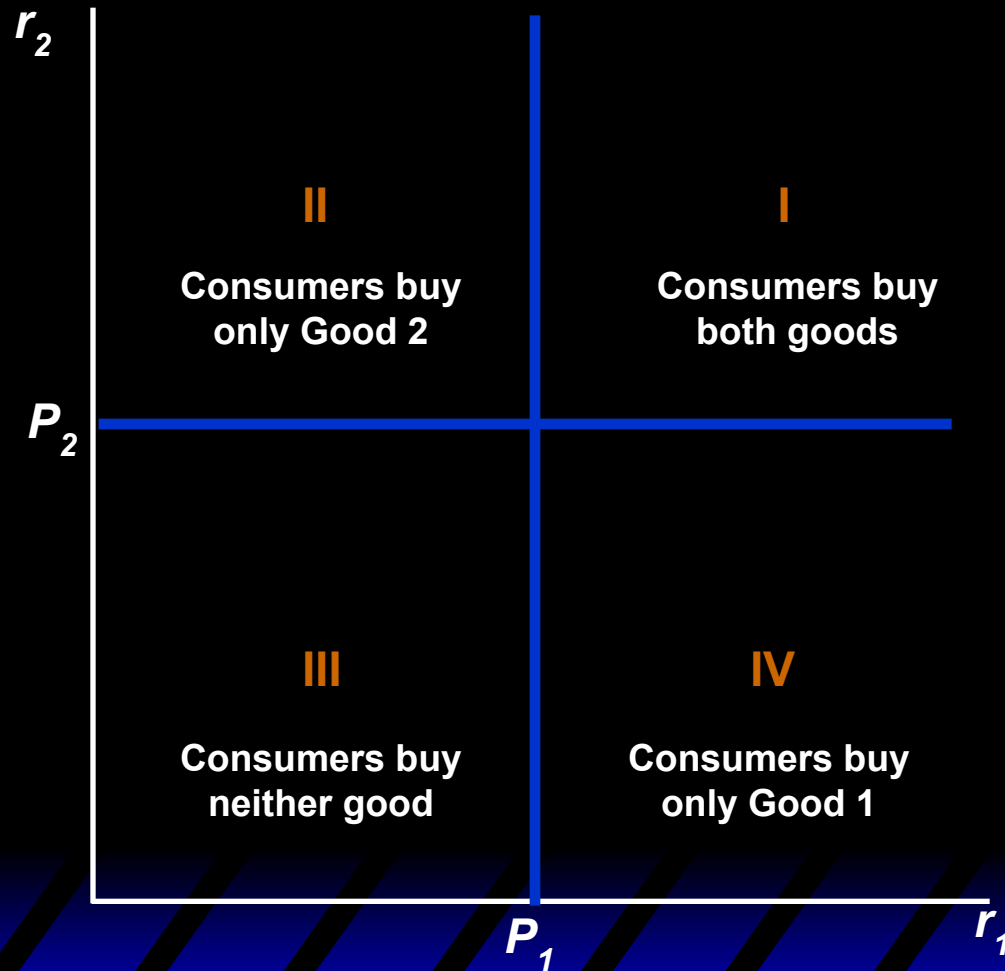 r2
II
I
Consumers buy
only Good 2
Consumers buy
both goods
P2
III
IV
Consumers buy
neither good
Consumers buy
only Good 1
P1
r1